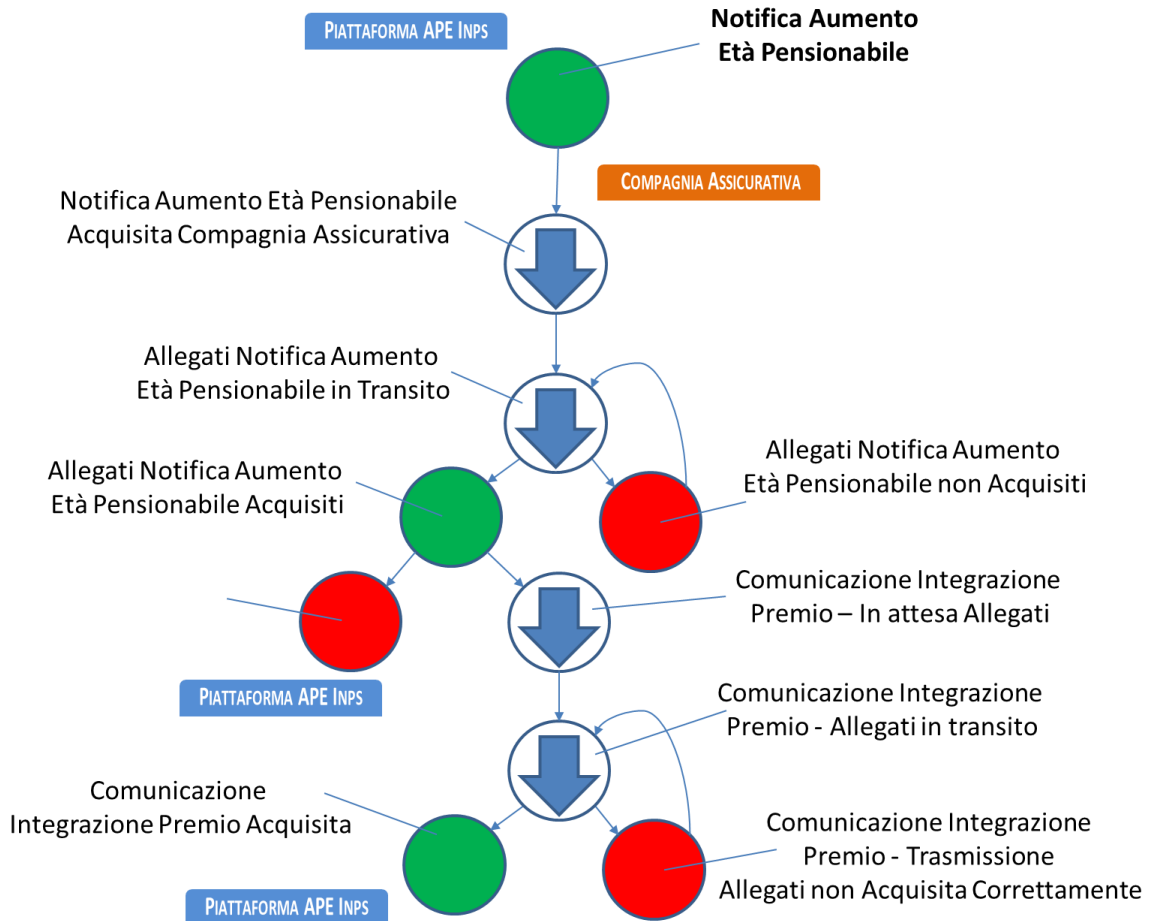 PIATTAFORMA APE INPS
Notifica Aumento
Età Pensionabile
COMPAGNIA ASSICURATIVA
Notifica Aumento Età Pensionabile
Acquisita Compagnia Assicurativa
Allegati Notifica Aumento
Età Pensionabile in Transito
Allegati Notifica Aumento
Età Pensionabile non Acquisiti
Allegati Notifica Aumento
Età Pensionabile Acquisiti
Comunicazione Integrazione
Premio – In attesa Allegati
PIATTAFORMA APE INPS
Comunicazione Integrazione
Premio - Allegati in transito
Comunicazione
Integrazione Premio Acquisita
Comunicazione Integrazione
Premio - Trasmissione
Allegati non Acquisita Correttamente
PIATTAFORMA APE INPS